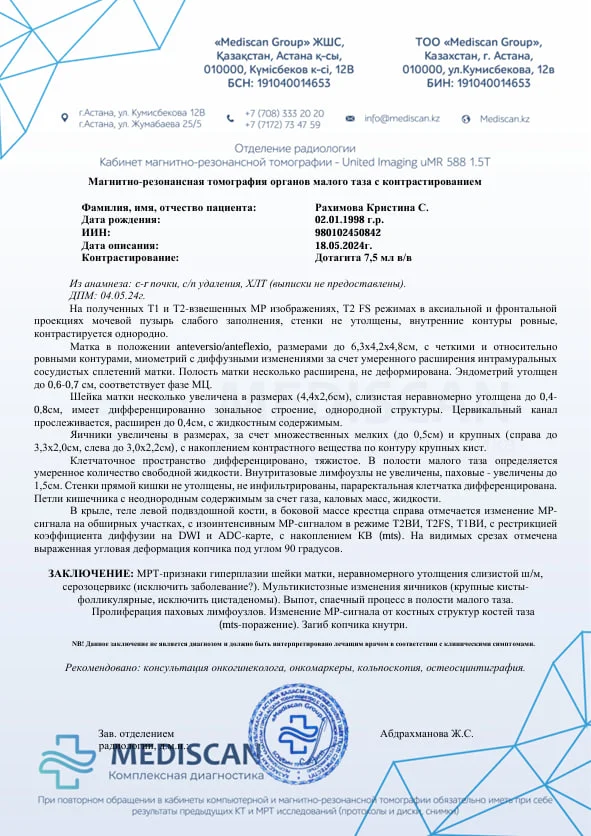 «Mediscan Group» ЖШС,
Қазақстан, Астана қ-сы,
010000, Күмісбеков к-сі, 12В
БСН: 191040014653
ТОО «Mediscan Group»,
Казахстан, г. Астана,
010000, ул.Кумисбекова, 12в
БИН: 191040014653
г.Астана, ул. Кумисбекова 12В
г.Астана, ул. Жумабаева 25/5
+7 (708) 333 20 20
+7 (7172) 73 47 59
info@mediscan.kz
Mediscan.kz
Отделение радиологии
Кабинет магнитно-резонансной томографии - United Imaging uMR 588 1.5T
Магнитно-резонансная томография органов малого таза с контрастированием
Фамилия, имя, отчество пациента: Рахимова Кристина С.
Дата рождения: 02.01.1998 г.р.
ИИН: 980102450842
Дата описания: 18.05.2024г.
Контрастирование: Дотагита 7,5 мл в/в
Из анамнеза: с-r почки, с/п удаления, ХЛТ (выписки не предоставлены).
ДПМ: 04.05.24г.
На полученных Т1 и Т2-взвешенных МР изображениях, Т2 FS режимах в аксиальной и фронтальной
проекциях мочевой пузырь слабого заполнения, стенки не утолщены, внутренние контуры ровные,
контрастируется однородно.
Матка в положении anteversio/anteflexio, размерами до 6,3х4,2х4,8см, с четкими и относительно
ровными контурами, миометрий с диффузными изменениями за счет умеренного расширения интрамуральных
сосудистых сплетений матки. Полость матки несколько расширена, не деформирована. Эндометрий утолщен
до 0,6-0,7 см, соответствует фазе МЦ.
Шейка матки несколько увеличена в размерах (4,4х2,6см), слизистая неравномерно утолщена до 0,4-
0,8см, имеет дифференцированно зональное строение, однородной структуры. Цервикальный канал
прослеживается, расширен до 0,4см, с жидкостным содержимым.
Яичники увеличены в размерах, за счет множественных мелких (до 0,5см) и крупных (справа до
3,3х2,0см, слева до 3,0х2,2см), с накоплением контрастного вещества по контуру крупных кист.
Клетчаточное пространство дифференцировано, тяжистое. В полости малого таза определяется
умеренное количество свободной жидкости. Внутритазовые лимфоузлы не увеличены, паховые - увеличены до
1,5см. Стенки прямой кишки не утолщены, не инфильтрированы, параректальная клетчатка дифференцирована.
Петли кишечника с неоднородным содержимым за счет газа, каловых масс, жидкости.
В крыле, теле левой подвздошной кости, в боковой массе крестца справа отмечается изменение МР-
сигнала на обширных участках, с изоинтенсивным МР-сигналом в режиме Т2ВИ, T2FS, Т1ВИ, с рестрикцией
коэффициента диффузии на DWI и ADC-карте, с накоплением КВ (mts). На видимых срезах отмечена
выраженная угловая деформация копчика под углом 90 градусов.
ЗАКЛЮЧЕНИЕ: МРТ-признаки гиперплазии шейки матки, неравномерного утолщения слизистой ш/м,
серозоцервикс (исключить заболевание?). Мультикистозные изменения яичников (крупные кисты-
фолликулярные, исключить цистаденомы). Выпот, спаечный процесс в полости малого таза.
Пролиферация паховых лимфоузлов. Изменение МР-сигнала от костных структур костей таза
(mts-поражение). Загиб копчика кнутри.
NB! Данное заключение не является диагнозом и должно быть интерпретировано лечащим врачом в соответствии с клиническими симптомами.
Рекомендовано: консультация онкогинеколога, онкомаркеры, кольпоскопия, остеосцинтиграфия.
Зав. отделением Абдрахманова Ж.С.
радиологии, д.м.н.:
MEDISCAN
Комплексная диагностика
При повторном обращении в кабинеты компьютерной и магнитно-резонансной томографии обязательно иметь при себе
результаты предыдущих КТ и МРТ исследований (протоколы и диски, снимки)